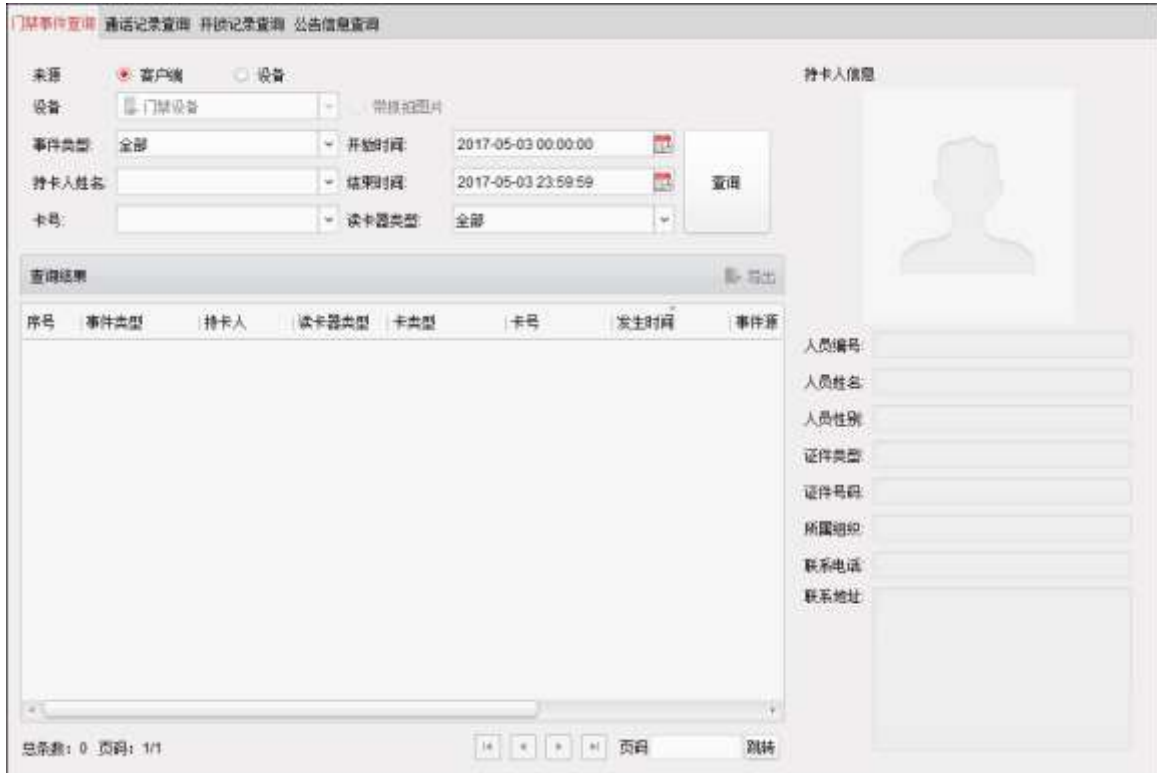 门禁事件查询 通话记录查询 开锁记录查询 公告信息查询
来源 客户端 设备
设备 门禁设备 带抓拍图片
事件类型: 全部 开始时间: 2017-05-03 00:00:00
持卡人姓名: 结束时间: 2017-05-03 23:59:59 查询
卡号: 读卡器类型: 全部
查询结果 导出
序号 事件类型 持卡人 读卡器类型 卡类型 卡号 发生时间 事件源
总条数: 0 页码: 1/1 页码 跳转
持卡人信息
人员编号:
人员姓名:
人员性别:
证件类型:
证件号码:
所属组织:
联系电话:
联系地址: